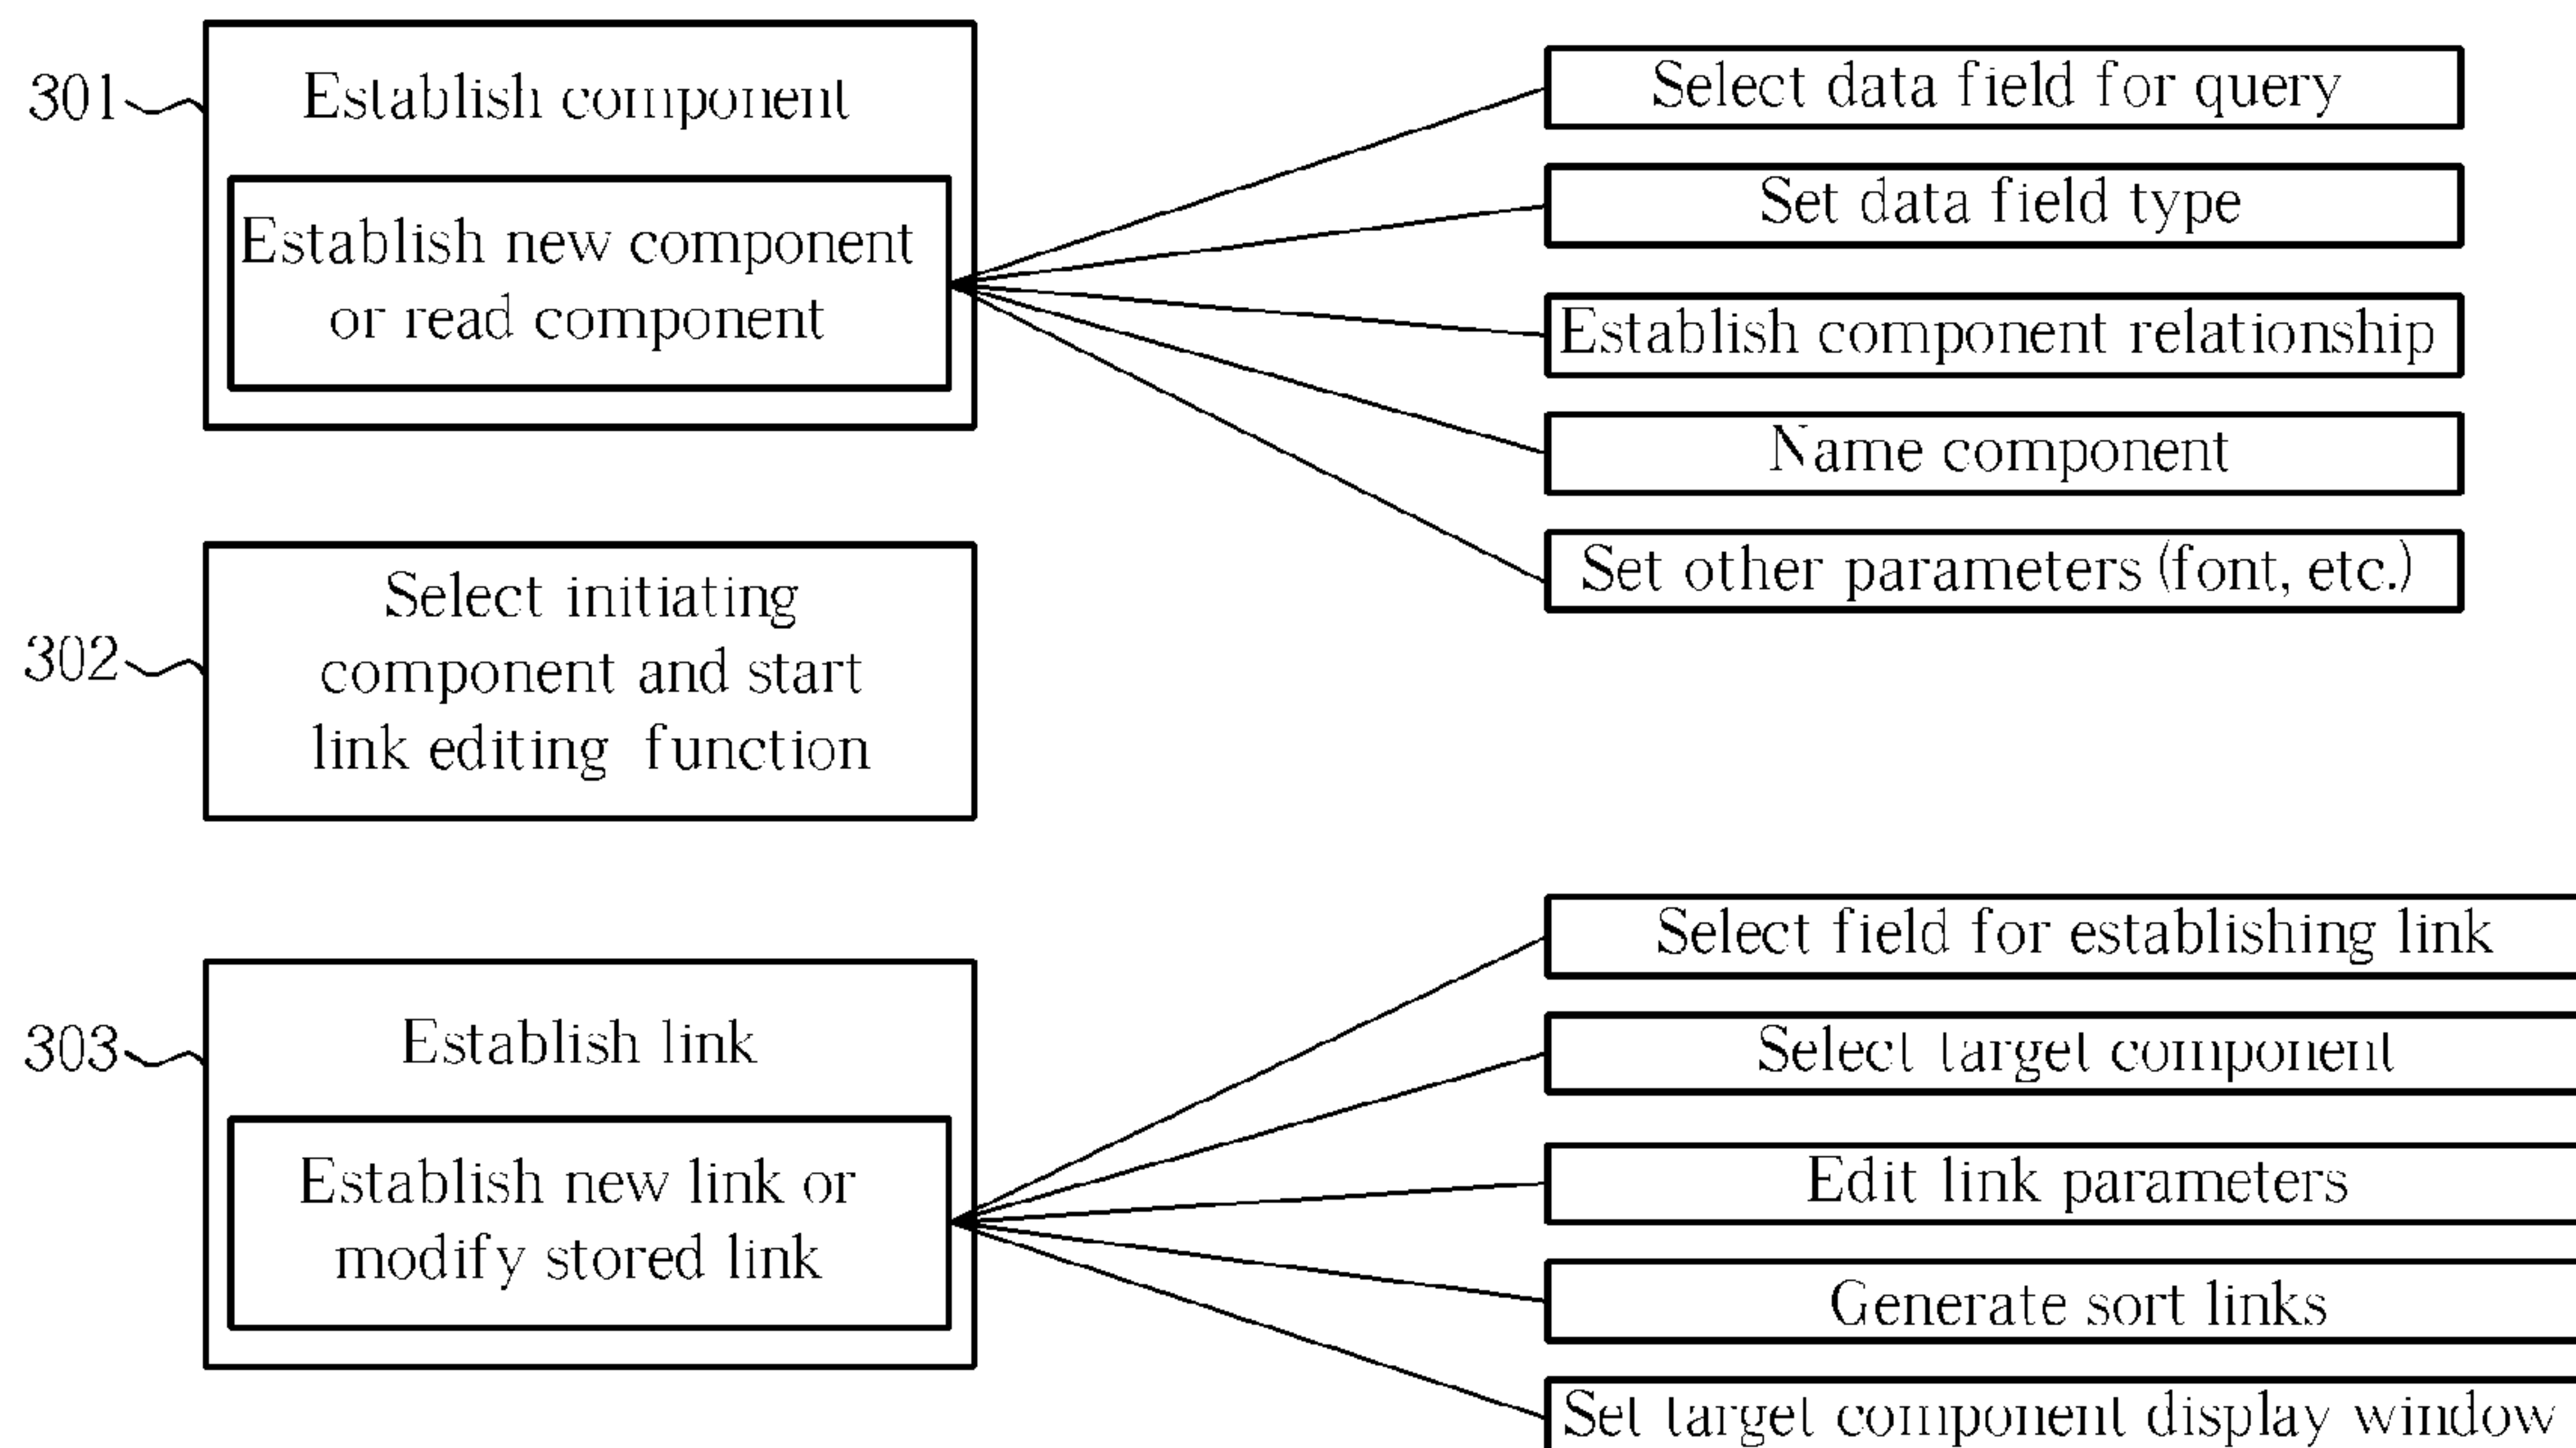 301
Establish component
Establish new component
or read component
Select data field for query
Set data field type
Establish component relationship
Name component
Set other parameters (font, etc.)
302
Select initiating
component and start
link editing function
303
Establish link
Establish new link or
modify stored link
Select field for establishing link
Select target component
Edit link parameters
Generate sort links
Set target component display window